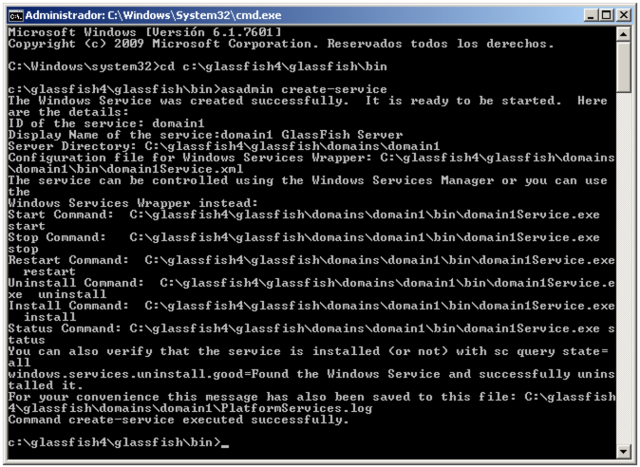 Administrador: C:\Windows\System32\cmd.exe
Microsoft Windows [Versión 6.1.7601]
Copyright (c) 2009 Microsoft Corporation. Reservados todos los derechos.
C:\Windows\system32>cd c:\glassfish4\glassfish\bin
c:\glassfish4\glassfish\bin>asadmin create-service
The Windows Service was created successfully.  It is ready to be started.  Here
are the details:
ID of the service: domain1
Display Name of the service:domain1 GlassFish Server
Server Directory: C:\glassfish4\glassfish\domains\domain1
Configuration file for Windows Services Wrapper: C:\glassfish4\glassfish\domains
\domain1\bin\domain1Service.xml
The service can be controlled using the Windows Services Manager or you can use
the
Windows Services Wrapper instead:
Start Command:  C:\glassfish4\glassfish\domains\domain1\bin\domain1Service.exe
start
Stop Command:   C:\glassfish4\glassfish\domains\domain1\bin\domain1Service.exe
stop
Restart Command: C:\glassfish4\glassfish\domains\domain1\bin\domain1Service.exe
  restart
Uninstall Command:  C:\glassfish4\glassfish\domains\domain1\bin\domain1Service.e
xe  uninstall
Install Command:  C:\glassfish4\glassfish\domains\domain1\bin\domain1Service.exe
  install
Status Command: C:\glassfish4\glassfish\domains\domain1\bin\domain1Service.exe s
tatus
You can also verify that the service is installed (or not) with sc query state=
all
windows.services.uninstall.good=Found the Windows Service and successfully unins
talled it.
For your convenience this message has also been saved to this file: C:\glassfish
4\glassfish\domains\domain1\PlatformServices.log
Command create-service executed successfully.
c:\glassfish4\glassfish\bin>_